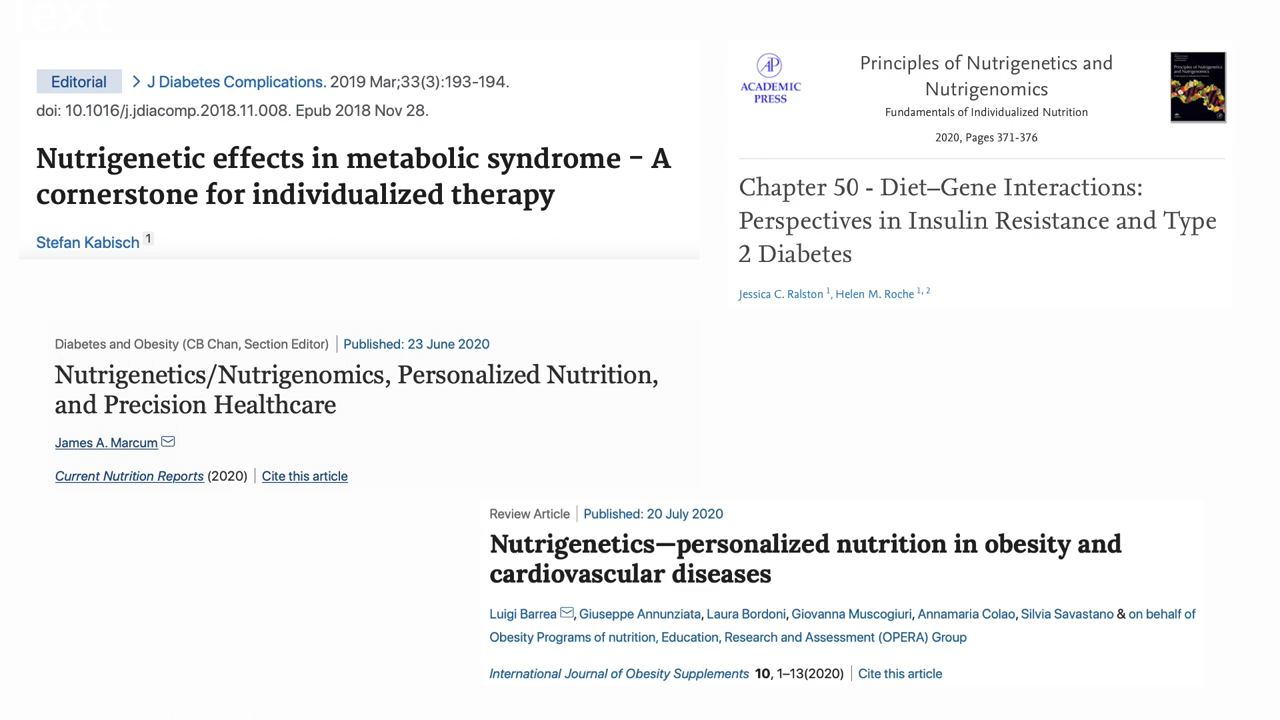 Text
Editorial > J Diabetes Complications. 2019 Mar;33(3):193-194.
doi: 10.1016/j.jdiacomp.2018.11.008. Epub 2018 Nov 28.
Nutrigenetic effects in metabolic syndrome – A
cornerstone for individualized therapy
Stefan Kabisch 1
AP
ACADEMIC
PRESS
Principles of Nutrigenetics and
Nutrigenomics
Fundamentals of Individualized Nutrition
2020, Pages 371-376
Chapter 50 - Diet–Gene Interactions:
Perspectives in Insulin Resistance and Type
2 Diabetes
Jessica C. Ralston 1, Helen M. Roche 1, 2
Diabetes and Obesity (CB Chan, Section Editor) | Published: 23 June 2020
Nutrigenetics/Nutrigenomics, Personalized Nutrition,
and Precision Healthcare
James A. Marcum
Current Nutrition Reports (2020) | Cite this article
Review Article | Published: 20 July 2020
Nutrigenetics—personalized nutrition in obesity and
cardiovascular diseases
Luigi Barrea, Giuseppe Annunziata, Laura Bordoni, Giovanna Muscogiuri, Annamaria Colao, Silvia Savastano & on behalf of
Obesity Programs of nutrition, Education, Research and Assessment (OPERA) Group
International Journal of Obesity Supplements 10, 1–13(2020) | Cite this article